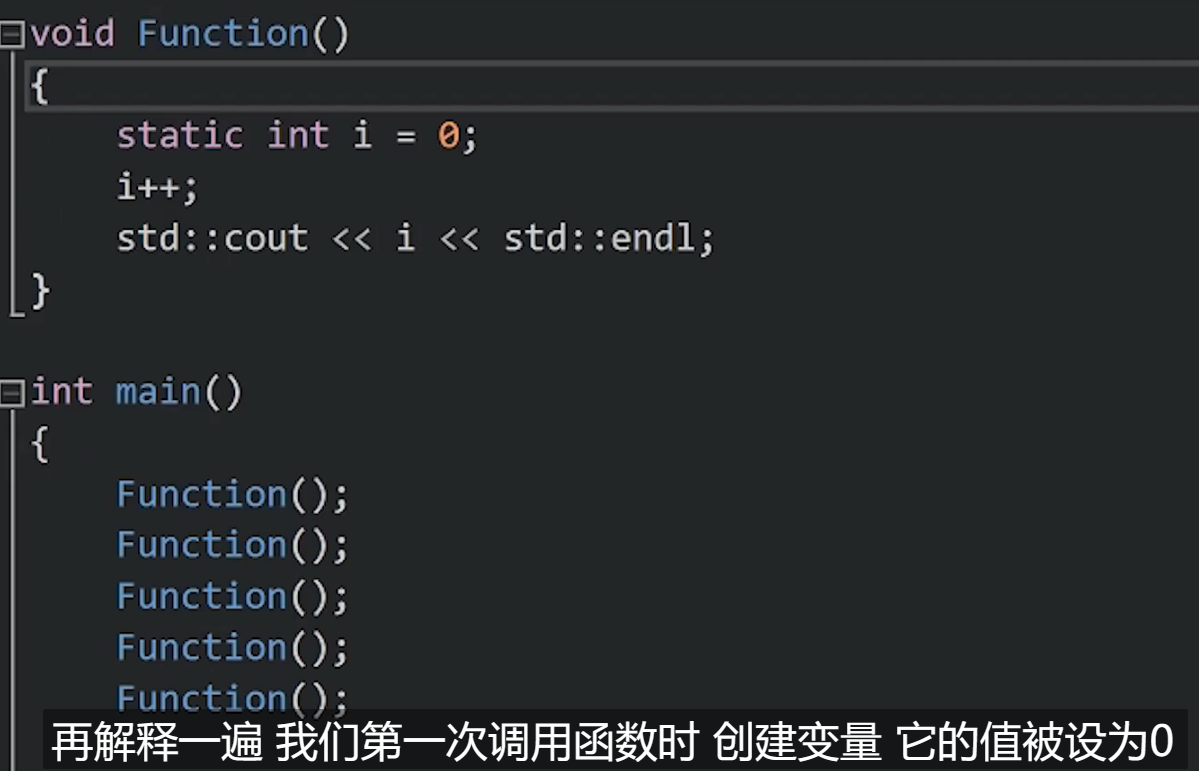 void Function()
{
static int i = 0;
i++;
std::cout << i << std::endl;
}
int main()
{
Function();
Function();
Function();
Function();
Function();
再解释一遍 我们第一次调用函数时 创建变量 它的值被设为0